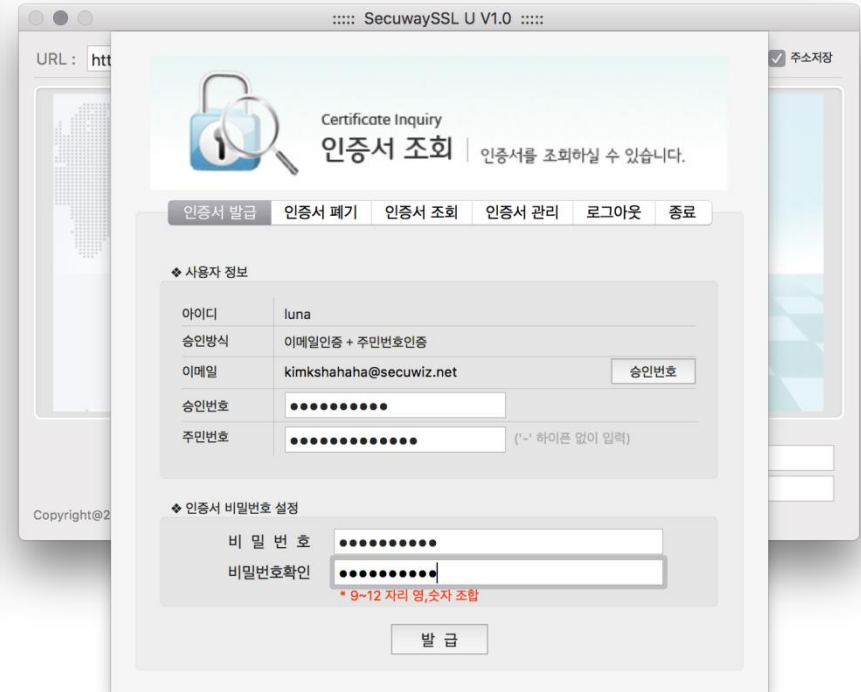 ::::: SecuwaySSL U V1.0 :::::
URL : htt
주소저장
Certificate Inquiry
인증서 조회 인증서를 조회하실 수 있습니다.
인증서 발급 인증서 폐기 인증서 조회 인증서 관리 로그아웃 종료
❖ 사용자 정보
아이디 luna
승인방식 이메일인증 + 주민번호인증
이메일 kimkshahaha@secuwiz.net 승인번호
승인번호 ●●●●●●●●●●
주민번호 ●●●●●●●●●●●●● ('-' 하이픈 없이 입력)
❖ 인증서 비밀번호 설정
비 밀 번 호 ●●●●●●●●●●
비밀번호확인 ●●●●●●●●●●
* 9~12 자리 영,숫자 조합
발 급
Copyright@2